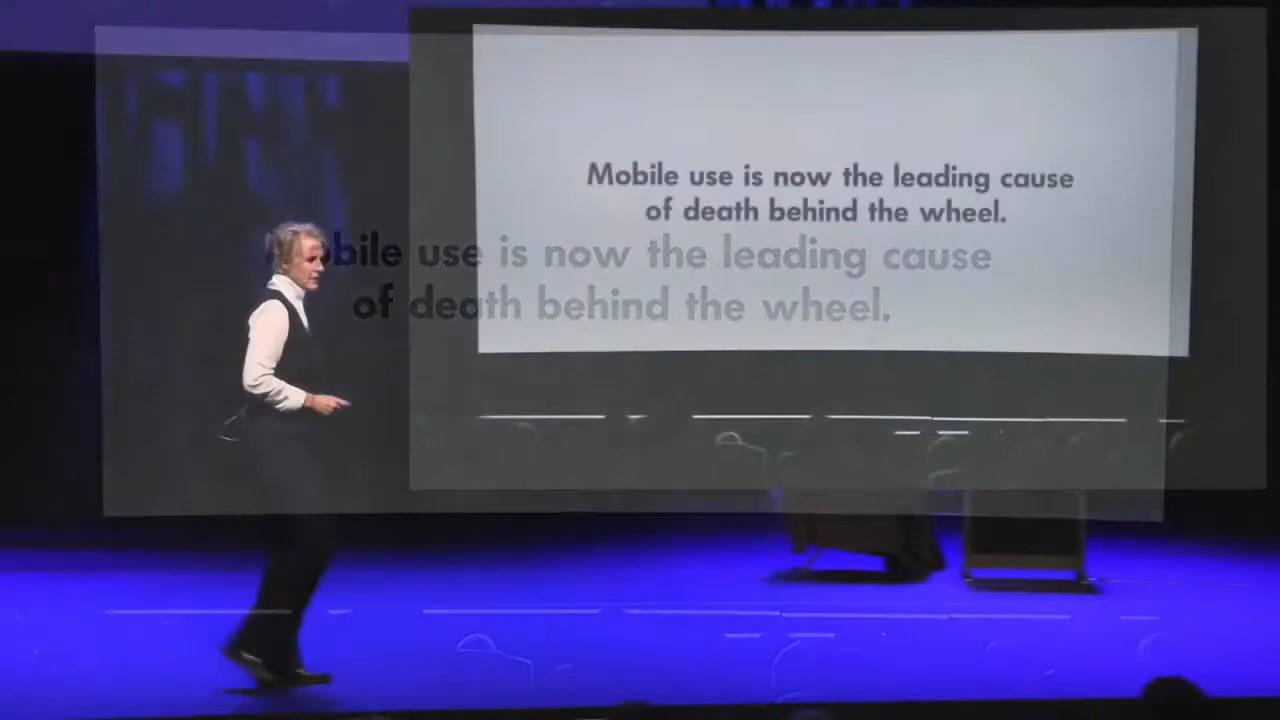 Mobile use is now the leading cause
of death behind the wheel.
bile use is now the leading cause
of death behind the wheel.